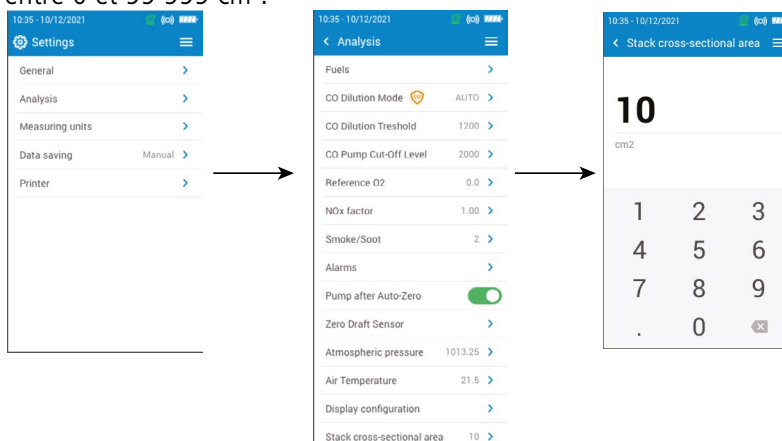 entre 0 et 99 999 cm² :
10:35 - 10/12/2021
Settings
General
Analysis
Measuring units
Data saving Manual
Printer
10:35 - 10/12/2021
Analysis
Fuels
CO Dilution Mode CO AUTO
CO Dilution Treshold 1200
CO Pump Cut-Off Level 2000
Reference O2 0.0
NOx factor 1.00
Smoke/Soot 2
Alarms
Pump after Auto-Zero
Zero Draft Sensor
Atmospheric pressure 1013.25
Air Temperature 21.5
Display configuration
Stack cross-sectional area 10
10:35 - 10/12/2021
Stack cross-sectional area
10
cm2
1 2 3
4 5 6
7 8 9
. 0